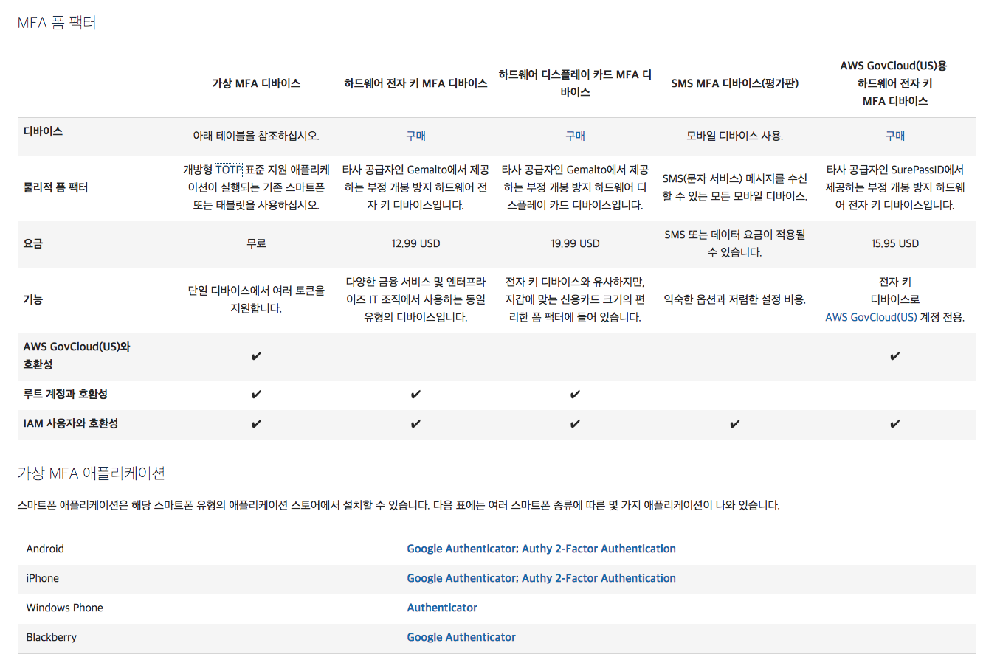 MFA 폼 팩터
가상 MFA 디바이스
하드웨어 전자 키 MFA 디바이스
하드웨어 디스플레이 카드 MFA 디
바이스
SMS MFA 디바이스(평가판)
AWS GovCloud(US)용
하드웨어 전자 키
MFA 디바이스
디바이스
아래 테이블을 참조하십시오.
구매
구매
모바일 디바이스 사용.
구매
물리적 폼 팩터
개방형 TOTP 표준 지원 애플리케
이션이 실행되는 기존 스마트폰
또는 태블릿을 사용하십시오.
타사 공급자인 Gemalto에서 제공
하는 부정 개봉 방지 하드웨어 전
자 키 디바이스입니다.
타사 공급자인 Gemalto에서 제공
하는 부정 개봉 방지 하드웨어 디
스플레이 카드 디바이스입니다.
SMS(문자 서비스) 메시지를 수신
할 수 있는 모든 모바일 디바이스.
타사 공급자인 SurePassID에서
제공하는 부정 개봉 방지 하드웨
어 전자 키 디바이스입니다.
요금
무료
12.99 USD
19.99 USD
SMS 또는 데이터 요금이 적용될
수 있습니다.
15.95 USD
기능
단일 디바이스에서 여러 토큰을
지원합니다.
다양한 금융 서비스 및 엔터프라
이즈 IT 조직에서 사용하는 동일
유형의 디바이스입니다.
전자 키 디바이스와 유사하지만,
지갑에 맞는 신용카드 크기의 편
리한 폼 팩터에 들어 있습니다.
익숙한 옵션과 저렴한 설정 비용.
전자 키
디바이스로
AWS GovCloud(US) 계정 전용.
AWS GovCloud(US)와
호환성
✔ ✔
루트 계정과 호환성
✔ ✔ ✔
IAM 사용자와 호환성
✔ ✔ ✔ ✔ ✔
가상 MFA 애플리케이션
스마트폰 애플리케이션은 해당 스마트폰 유형의 애플리케이션 스토어에서 설치할 수 있습니다. 다음 표에는 여러 스마트폰 종류에 따른 몇 가지 애플리케이션이 나와 있습니다.
Android
Google Authenticator; Authy 2-Factor Authentication
iPhone
Google Authenticator; Authy 2-Factor Authentication
Windows Phone
Authenticator
Blackberry
Google Authenticator